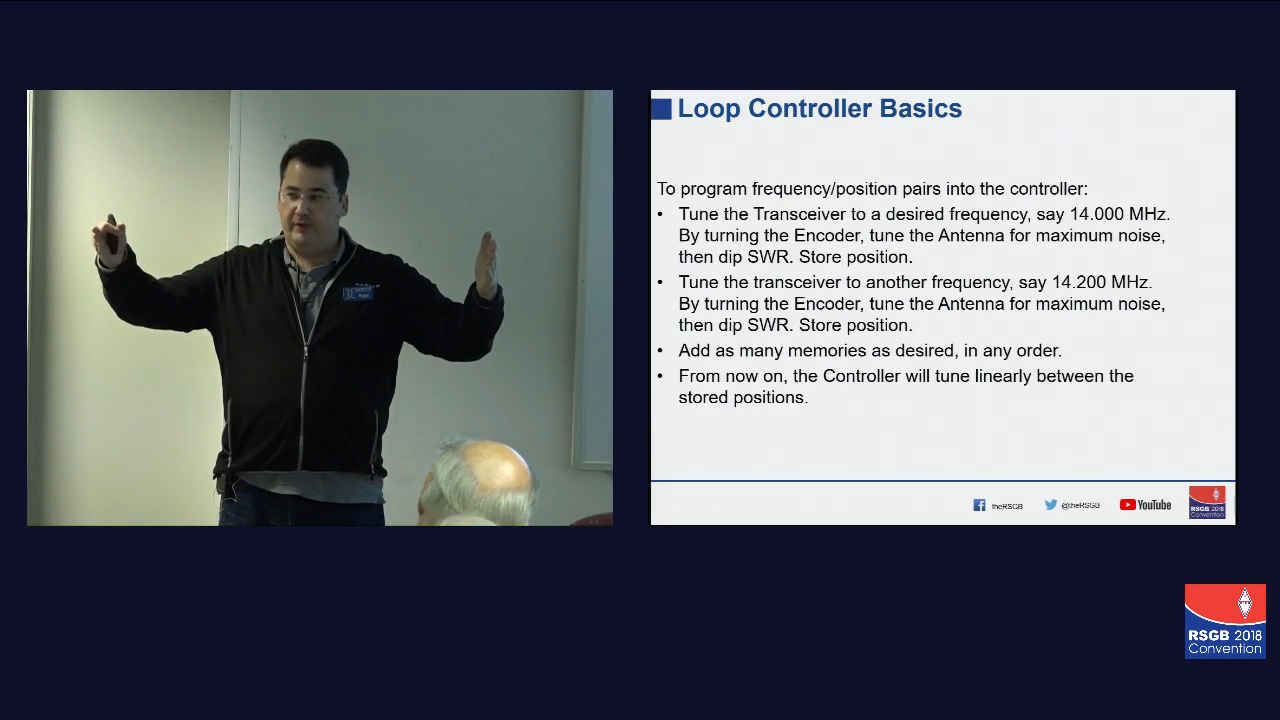 Loop Controller Basics
To program frequency/position pairs into the controller:
• Tune the Transceiver to a desired frequency, say 14.000 MHz.
By turning the Encoder, tune the Antenna for maximum noise,
then dip SWR. Store position.
• Tune the transceiver to another frequency, say 14.200 MHz.
By turning the Encoder, tune the Antenna for maximum noise,
then dip SWR. Store position.
• Add as many memories as desired, in any order.
• From now on, the Controller will tune linearly between the
stored positions.
theRSGB
@theRSGB
YouTube
RSGB 2018
Convention
RSGB 2018
Convention